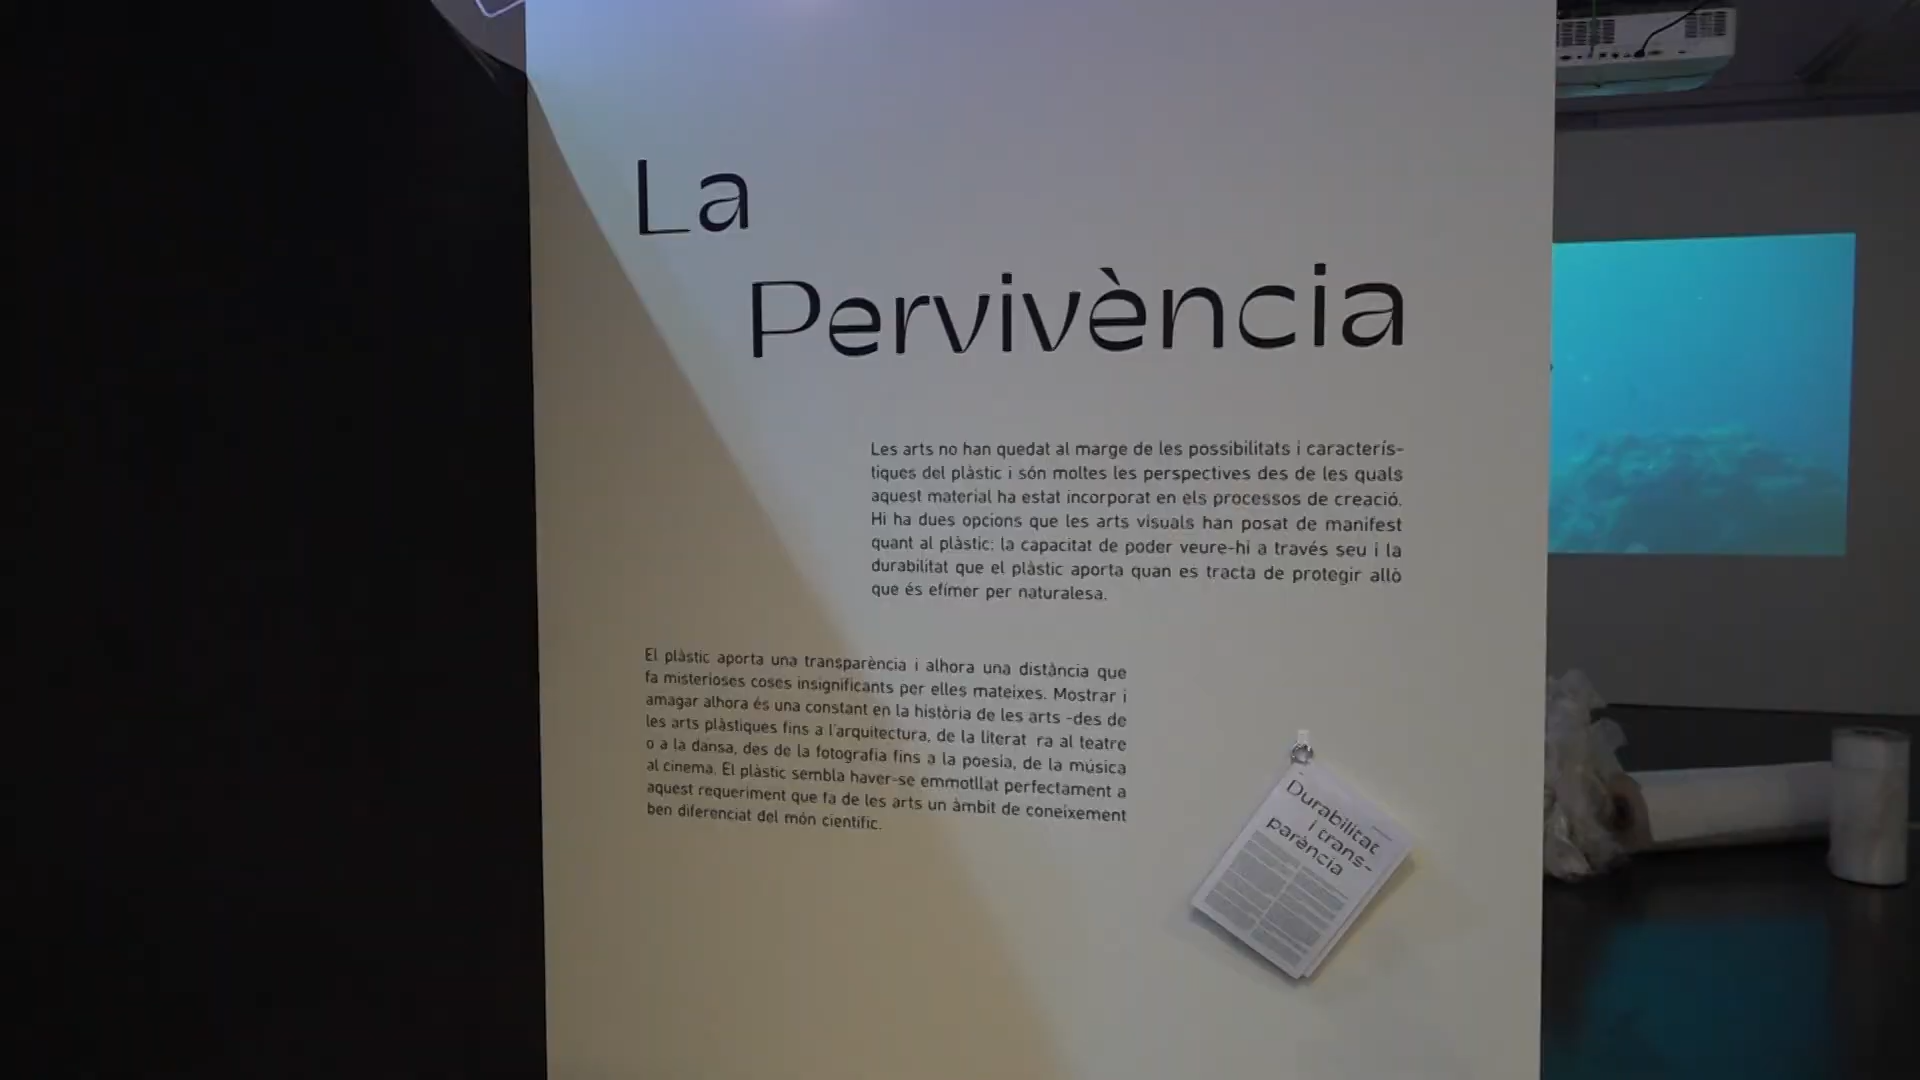 La
Pervivència
Les arts no han quedat al marge de les possibilitats i caracterís-
tiques del plàstic i són moltes les perspectives des de les quals
aquest material ha estat incorporat en els processos de creació.
Hi ha dues opcions que les arts visuals han posat de manifest
quant al plàstic: la capacitat de poder veure-hi a través seu i la
durabilitat que el plàstic aporta quan es tracta de protegir allò
que és efímer per naturalesa.
El plàstic aporta una transparència i alhora una distància que
fa misterioses coses insignificants per elles mateixes. Mostrar i
amagar alhora és una constant en la història de les arts -des de
les arts plàstiques fins a l'arquitectura, de la literat ra al teatre
o a la dansa, des de la fotografia fins a la poesia, de la música
al cinema. El plàstic sembla haver-se emmotllat perfectament a
aquest requeriment que fa de les arts un àmbit de coneixement
ben diferenciat del món científic.
Durabilitat
i trans-
parència